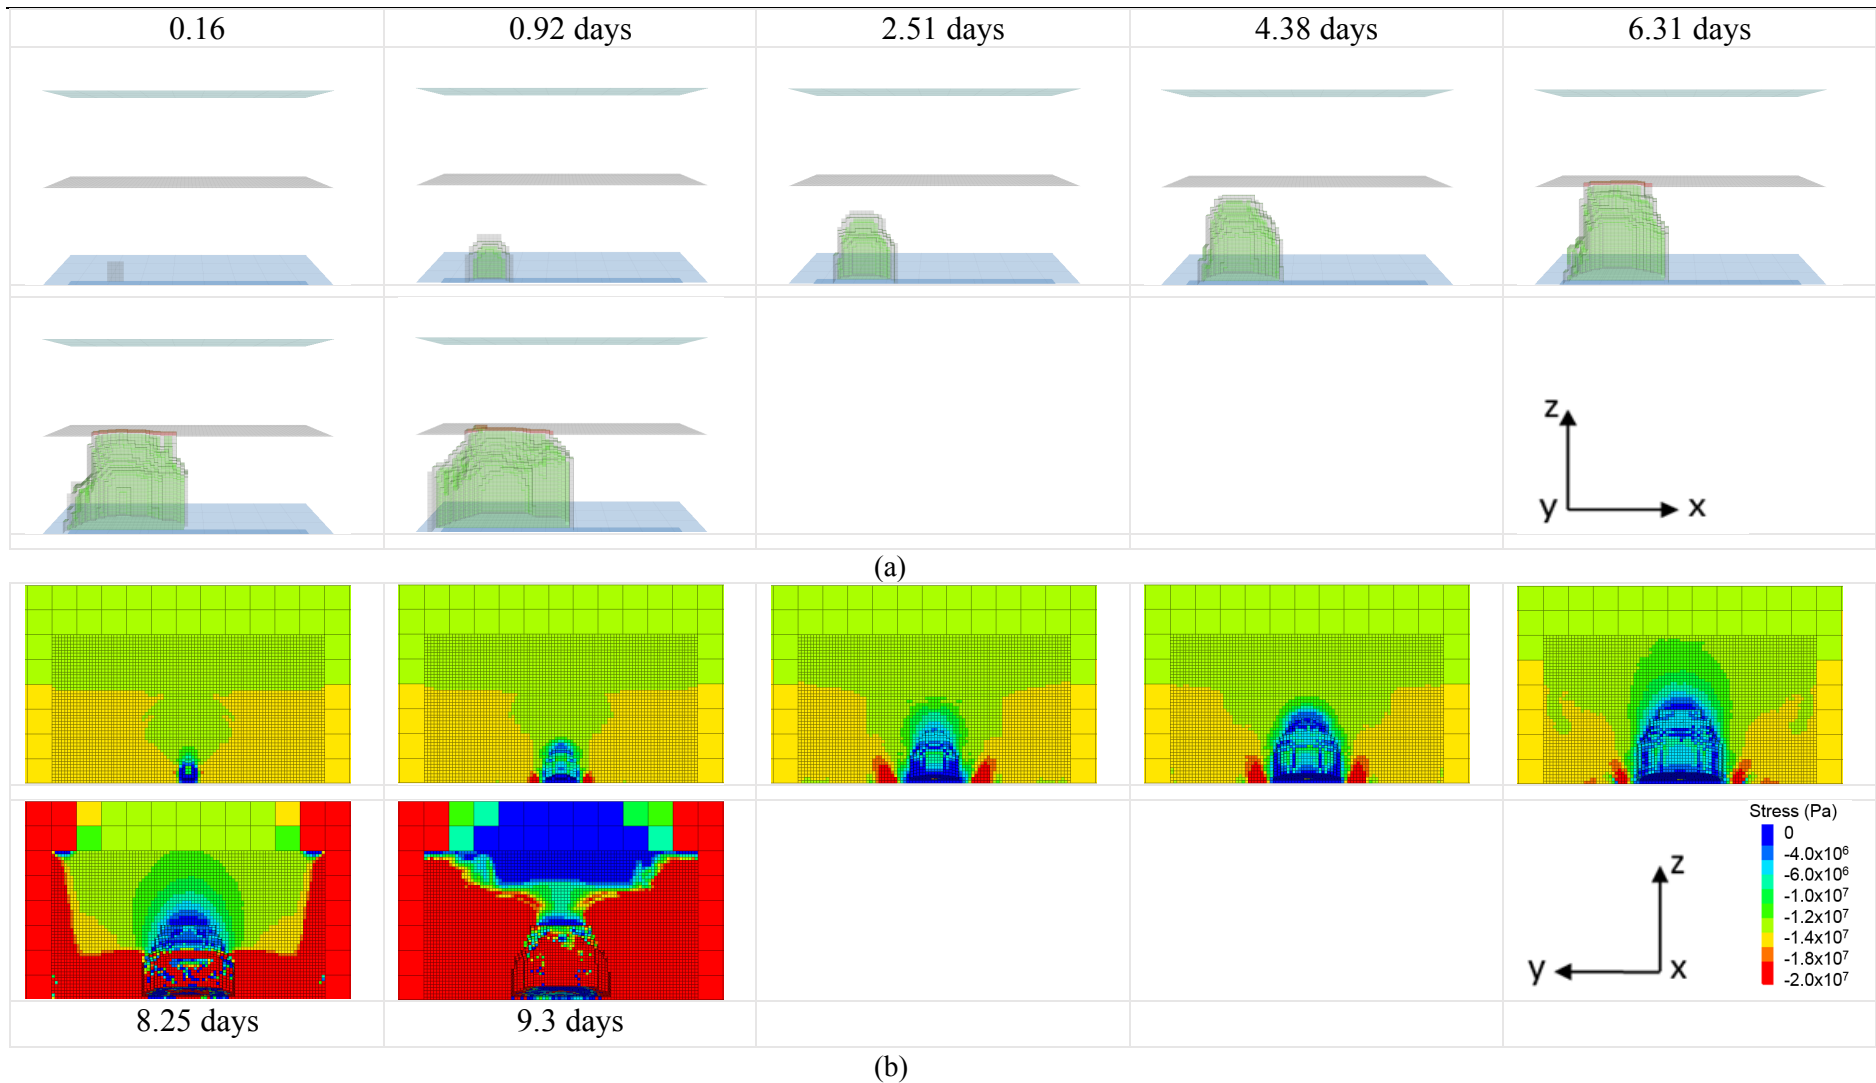 0.16 0.92 days 2.51 days 4.38 days 6.31 days
z
y x
(a)
Stress (Pa)
0
-4.0x10⁶
-6.0x10⁶
-1.0x10⁷
-1.2x10⁷
-1.4x10⁷
-1.8x10⁷
-2.0x10⁷
z
y x
8.25 days 9.3 days
(b)